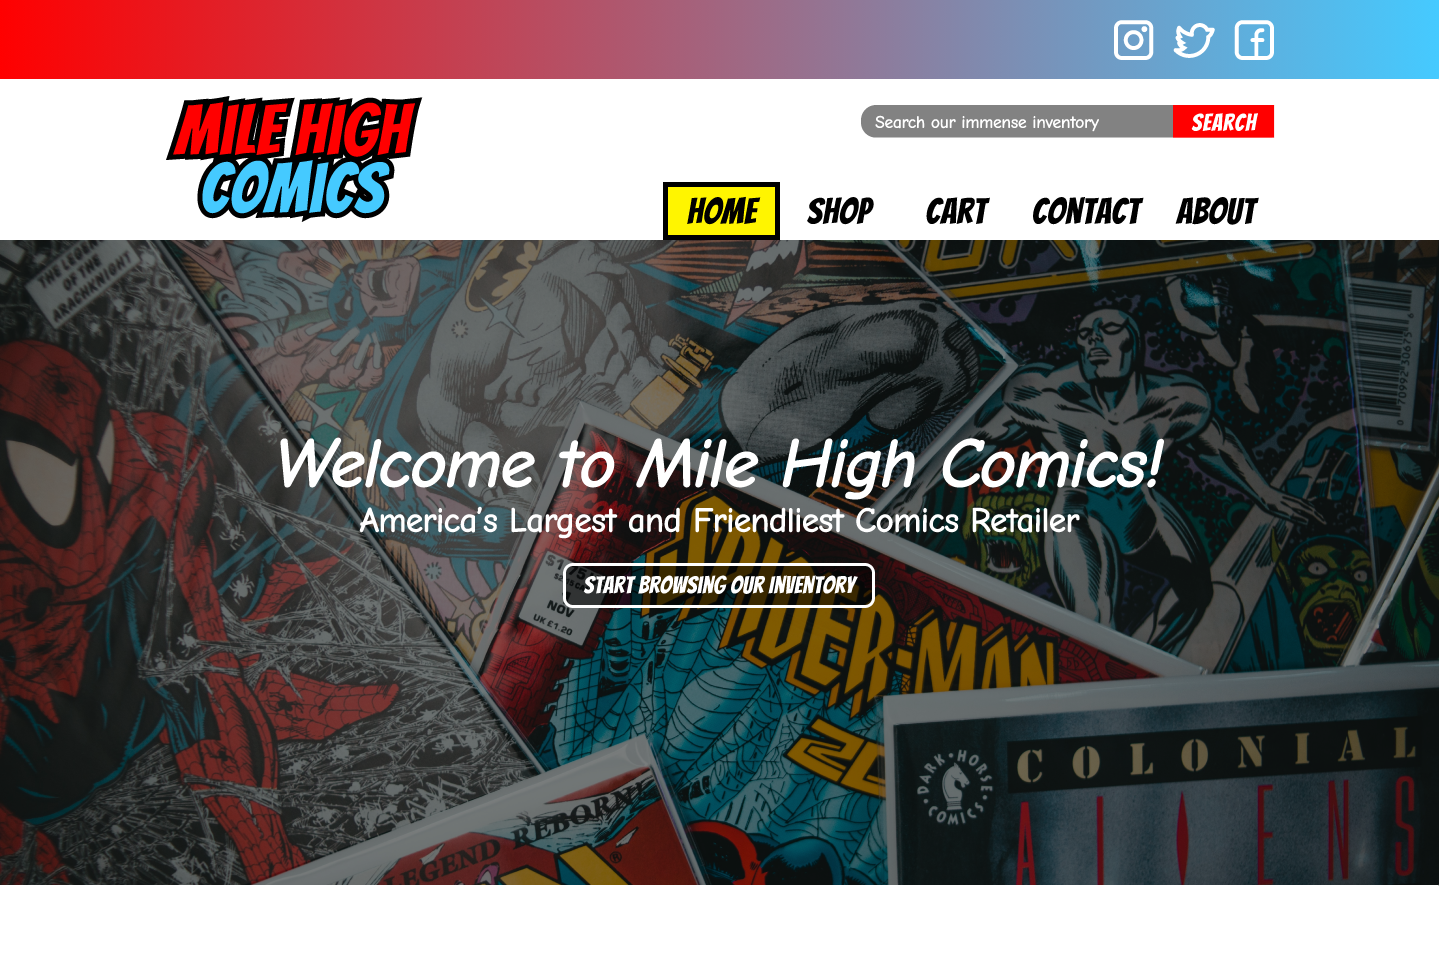 MILE HIGH
COMICS
Search our immense inventory
SEARCH
HOME
SHOP
CART
CONTACT
ABOUT
THE LEGEND
OF THE
ARACHKNIGHT
Welcome to Mile High Comics!
America's Largest and Friendliest Comics Retailer
START BROWSING OUR INVENTORY
NOV
UK £1.20
SPIDER-MAN
LEGEND REBORN!
DARK HORSE
COMICS
COLONIAL
ALIENS